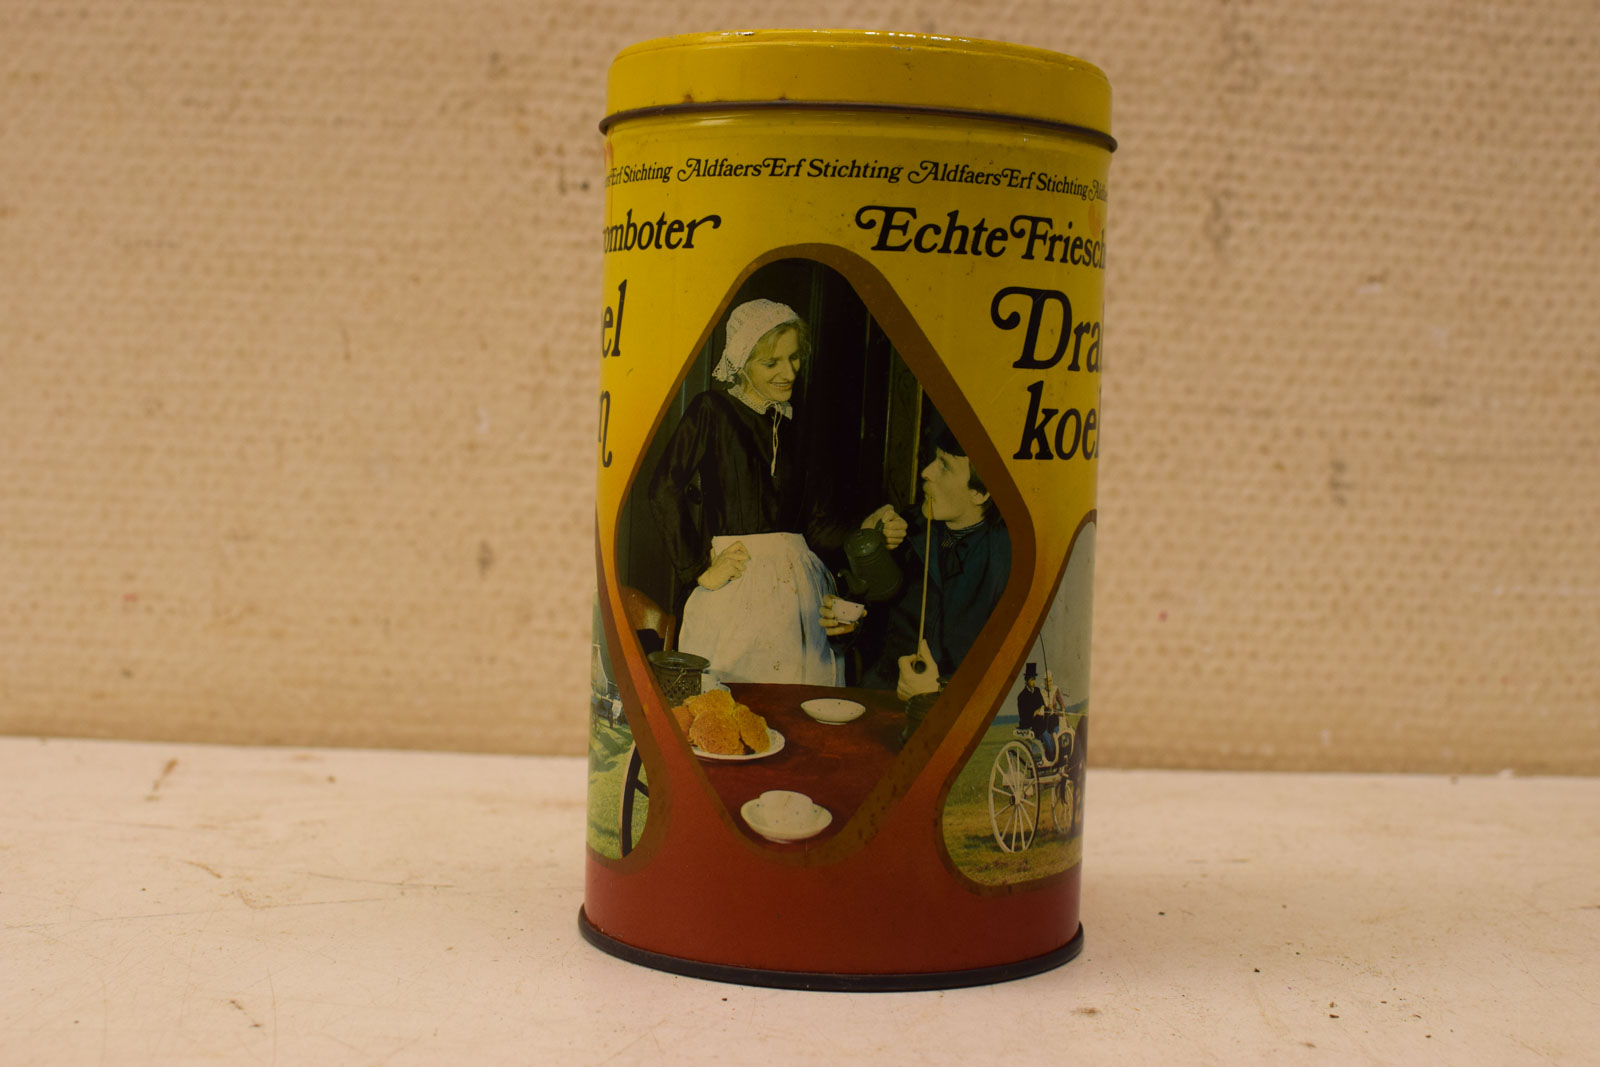 Erf Stichting Aldfaers Erf Stichting Aldfaers Erf Stichting
omboter Echte Friesch
el Dra
n koe